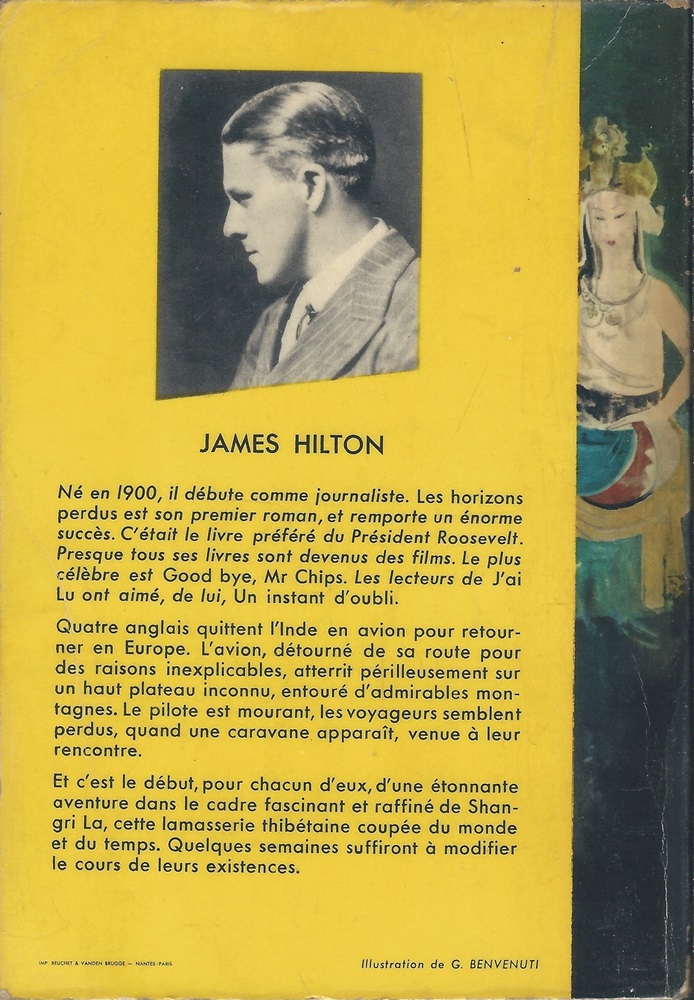 JAMES HILTON
Né en 1900, il débute comme journaliste. Les horizons
perdus est son premier roman, et remporte un énorme
succès. C'était le livre préféré du Président Roosevelt.
Presque tous ses livres sont devenus des films. Le plus
célèbre est Good bye, Mr Chips. Les lecteurs de J'ai
Lu ont aimé, de lui, Un instant d'oubli.
Quatre anglais quittent l'Inde en avion pour retour-
ner en Europe. L'avion, détourné de sa route pour
des raisons inexplicables, atterrit périlleusement sur
un haut plateau inconnu, entouré d'admirables mon-
tagnes. Le pilote est mourant, les voyageurs semblent
perdus, quand une caravane apparaît, venue à leur
rencontre.
Et c'est le début, pour chacun d'eux, d'une étonnante
aventure dans le cadre fascinant et raffiné de Shan-
gri La, cette lamasserie thibétaine coupée du monde
et du temps. Quelques semaines suffiront à modifier
le cours de leurs existences.
IMP. BEUCHET & VANDEN BRUGGE — NANTES-PARIS
Illustration de G. BENVENUTI